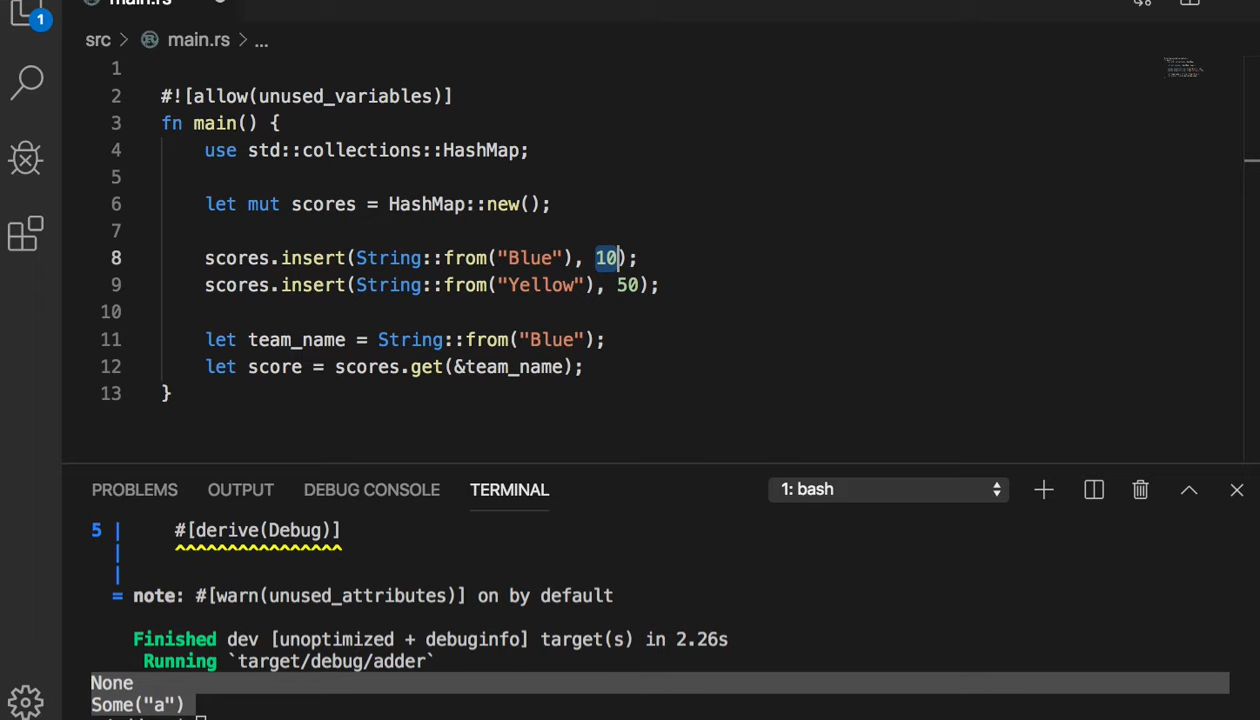 1
main.rs
src > main.rs > ...
1
2 #![allow(unused_variables)]
3 fn main() {
4 use std::collections::HashMap;
5
6 let mut scores = HashMap::new();
7
8 scores.insert(String::from("Blue"), 10);
9 scores.insert(String::from("Yellow"), 50);
10
11 let team_name = String::from("Blue");
12 let score = scores.get(&team_name);
13 }
PROBLEMS OUTPUT DEBUG CONSOLE TERMINAL 1: bash
5 | #[derive(Debug)]
| ^^^^^^^^^^^^^^^
|
= note: #[warn(unused_attributes)] on by default
Finished dev [unoptimized + debuginfo] target(s) in 2.26s
Running `target/debug/adder`
None
Some("a")